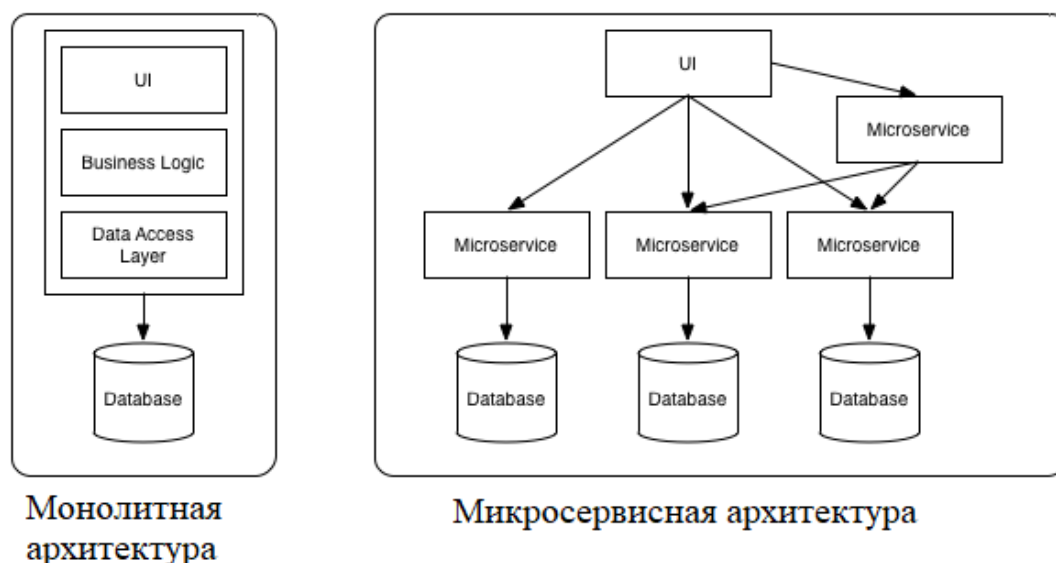 UI
Business Logic
Data Access
Layer
Database
Монолитная
архитектура
UI
Microservice
Microservice
Microservice
Microservice
Database
Database
Database
Микросервисная архитектура